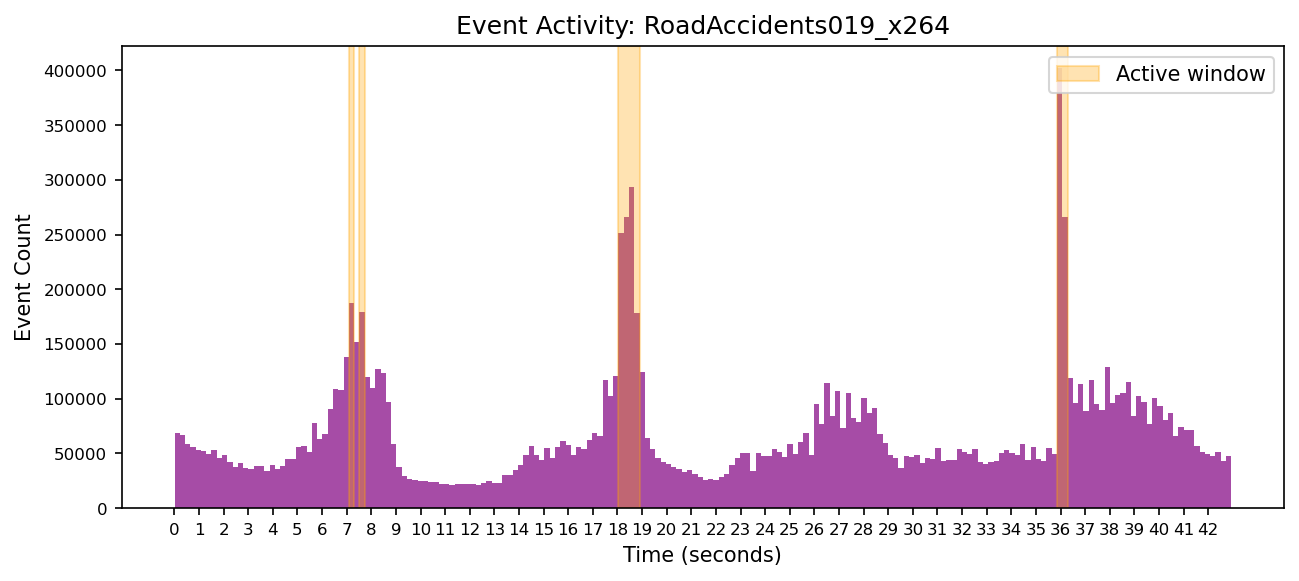 Event Activity: RoadAccidents019_x264
Active window
Event Count
400000
350000
300000
250000
200000
150000
100000
50000
0
0 1 2 3 4 5 6 7 8 9 10 11 12 13 14 15 16 17 18 19 20 21 22 23 24 25 26 27 28 29 30 31 32 33 34 35 36 37 38 39 40 41 42
Time (seconds)